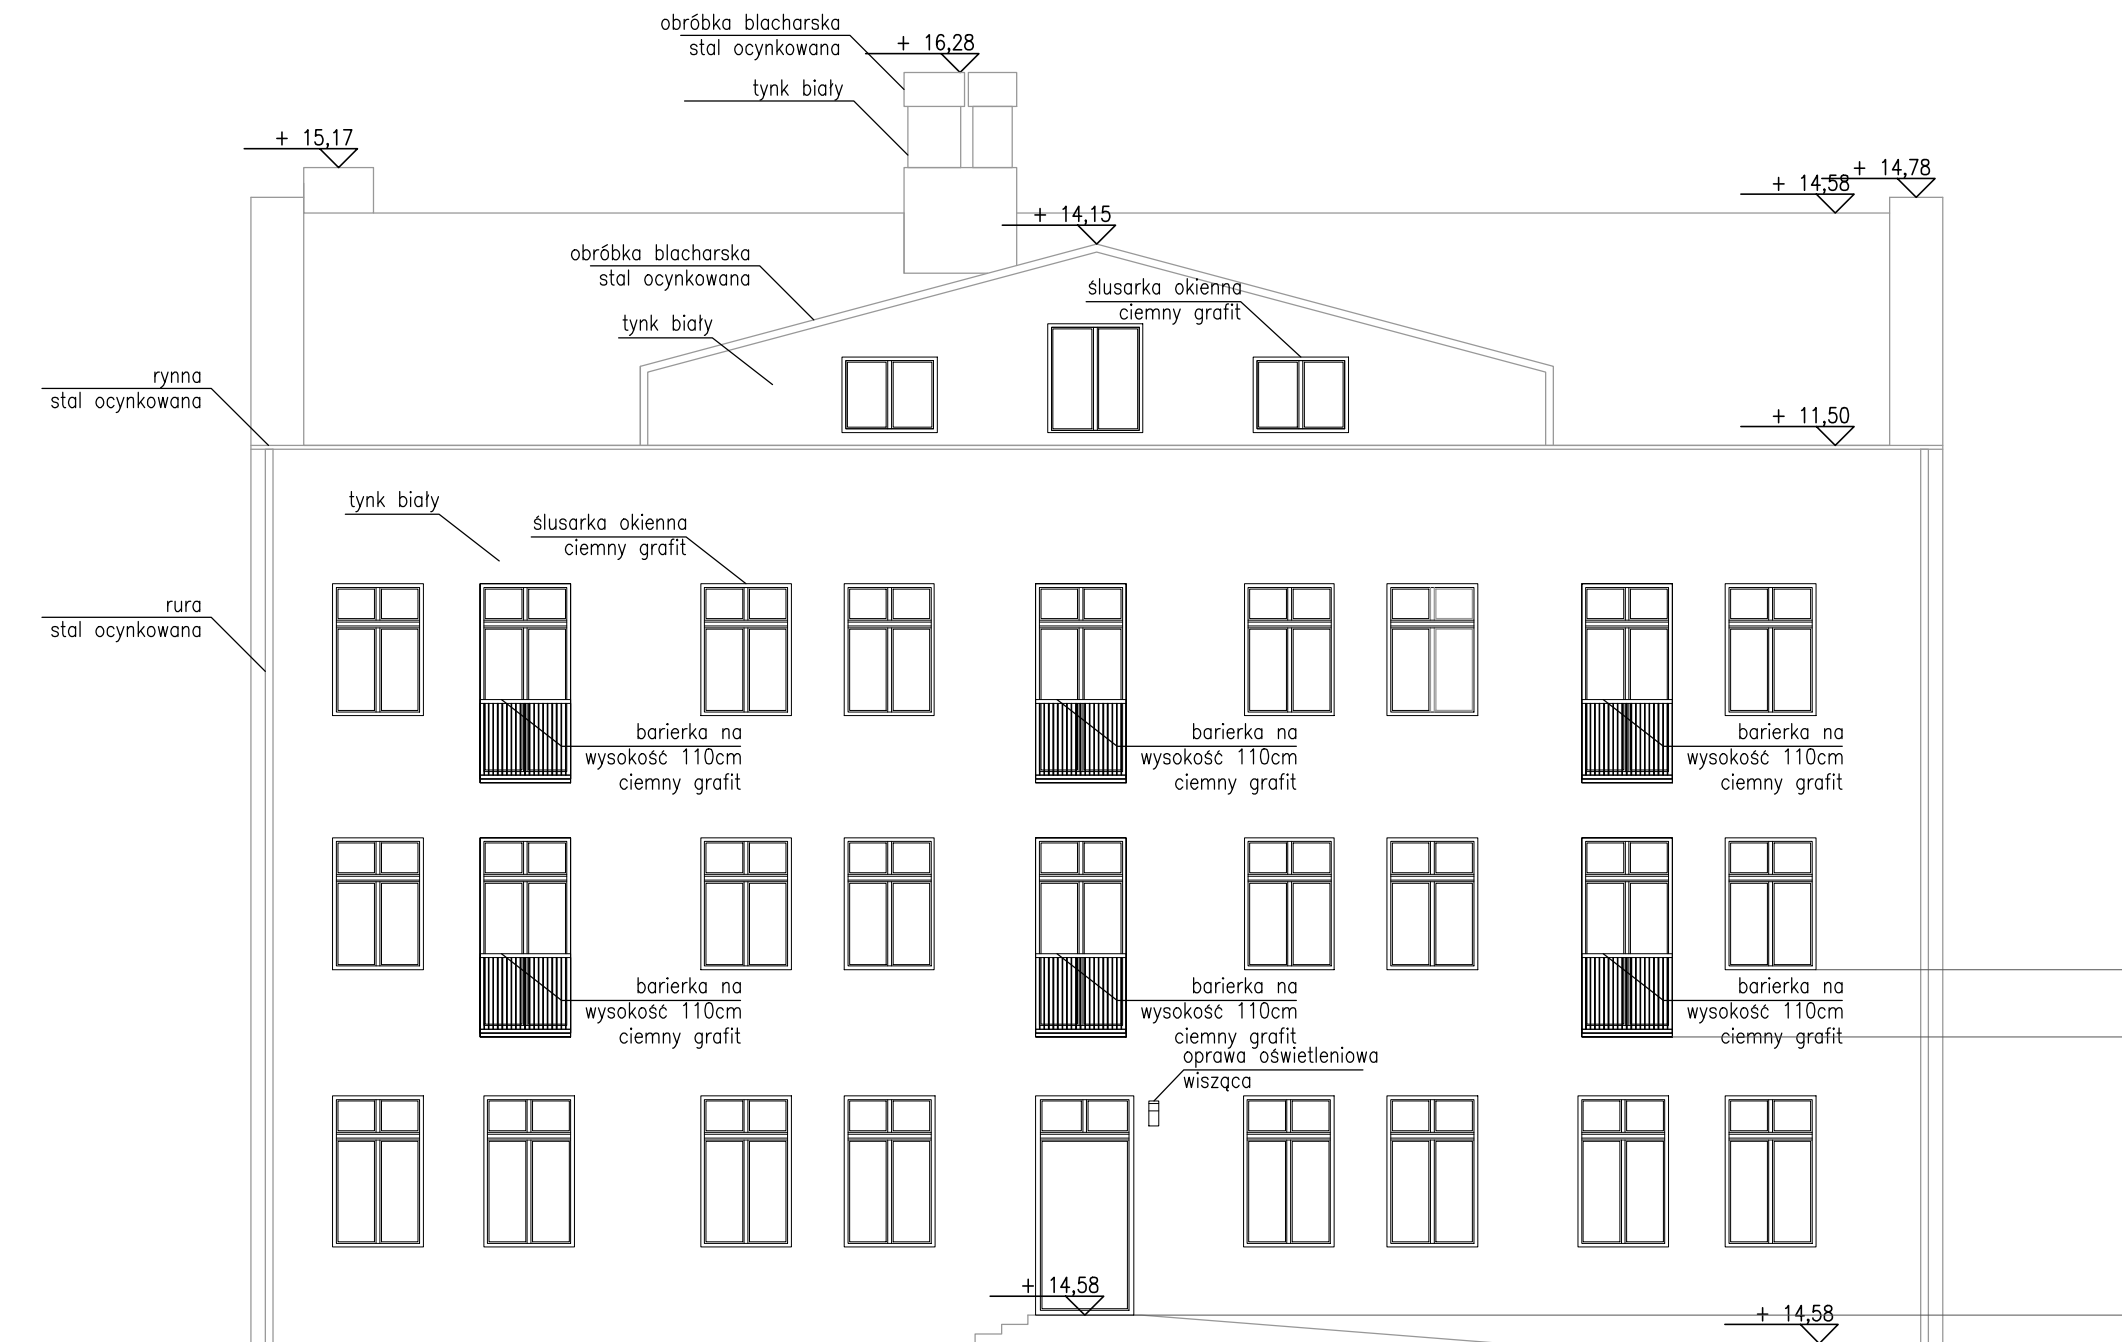 obróbka blacharska
stal ocynkowana
+ 16,28
tynk biały
+ 15,17
+ 14,78
+ 14,58
+ 14,15
obróbka blacharska
stal ocynkowana
ślusarka okienna
ciemny grafit
tynk biały
rynna
stal ocynkowana
+ 11,50
tynk biały
ślusarka okienna
ciemny grafit
rura
stal ocynkowana
barierka na
wysokość 110cm
ciemny grafit
barierka na
wysokość 110cm
ciemny grafit
barierka na
wysokość 110cm
ciemny grafit
barierka na
wysokość 110cm
ciemny grafit
barierka na
wysokość 110cm
ciemny grafit
barierka na
wysokość 110cm
ciemny grafit
oprawa oświetleniowa
wisząca
+ 14,58
+ 14,58